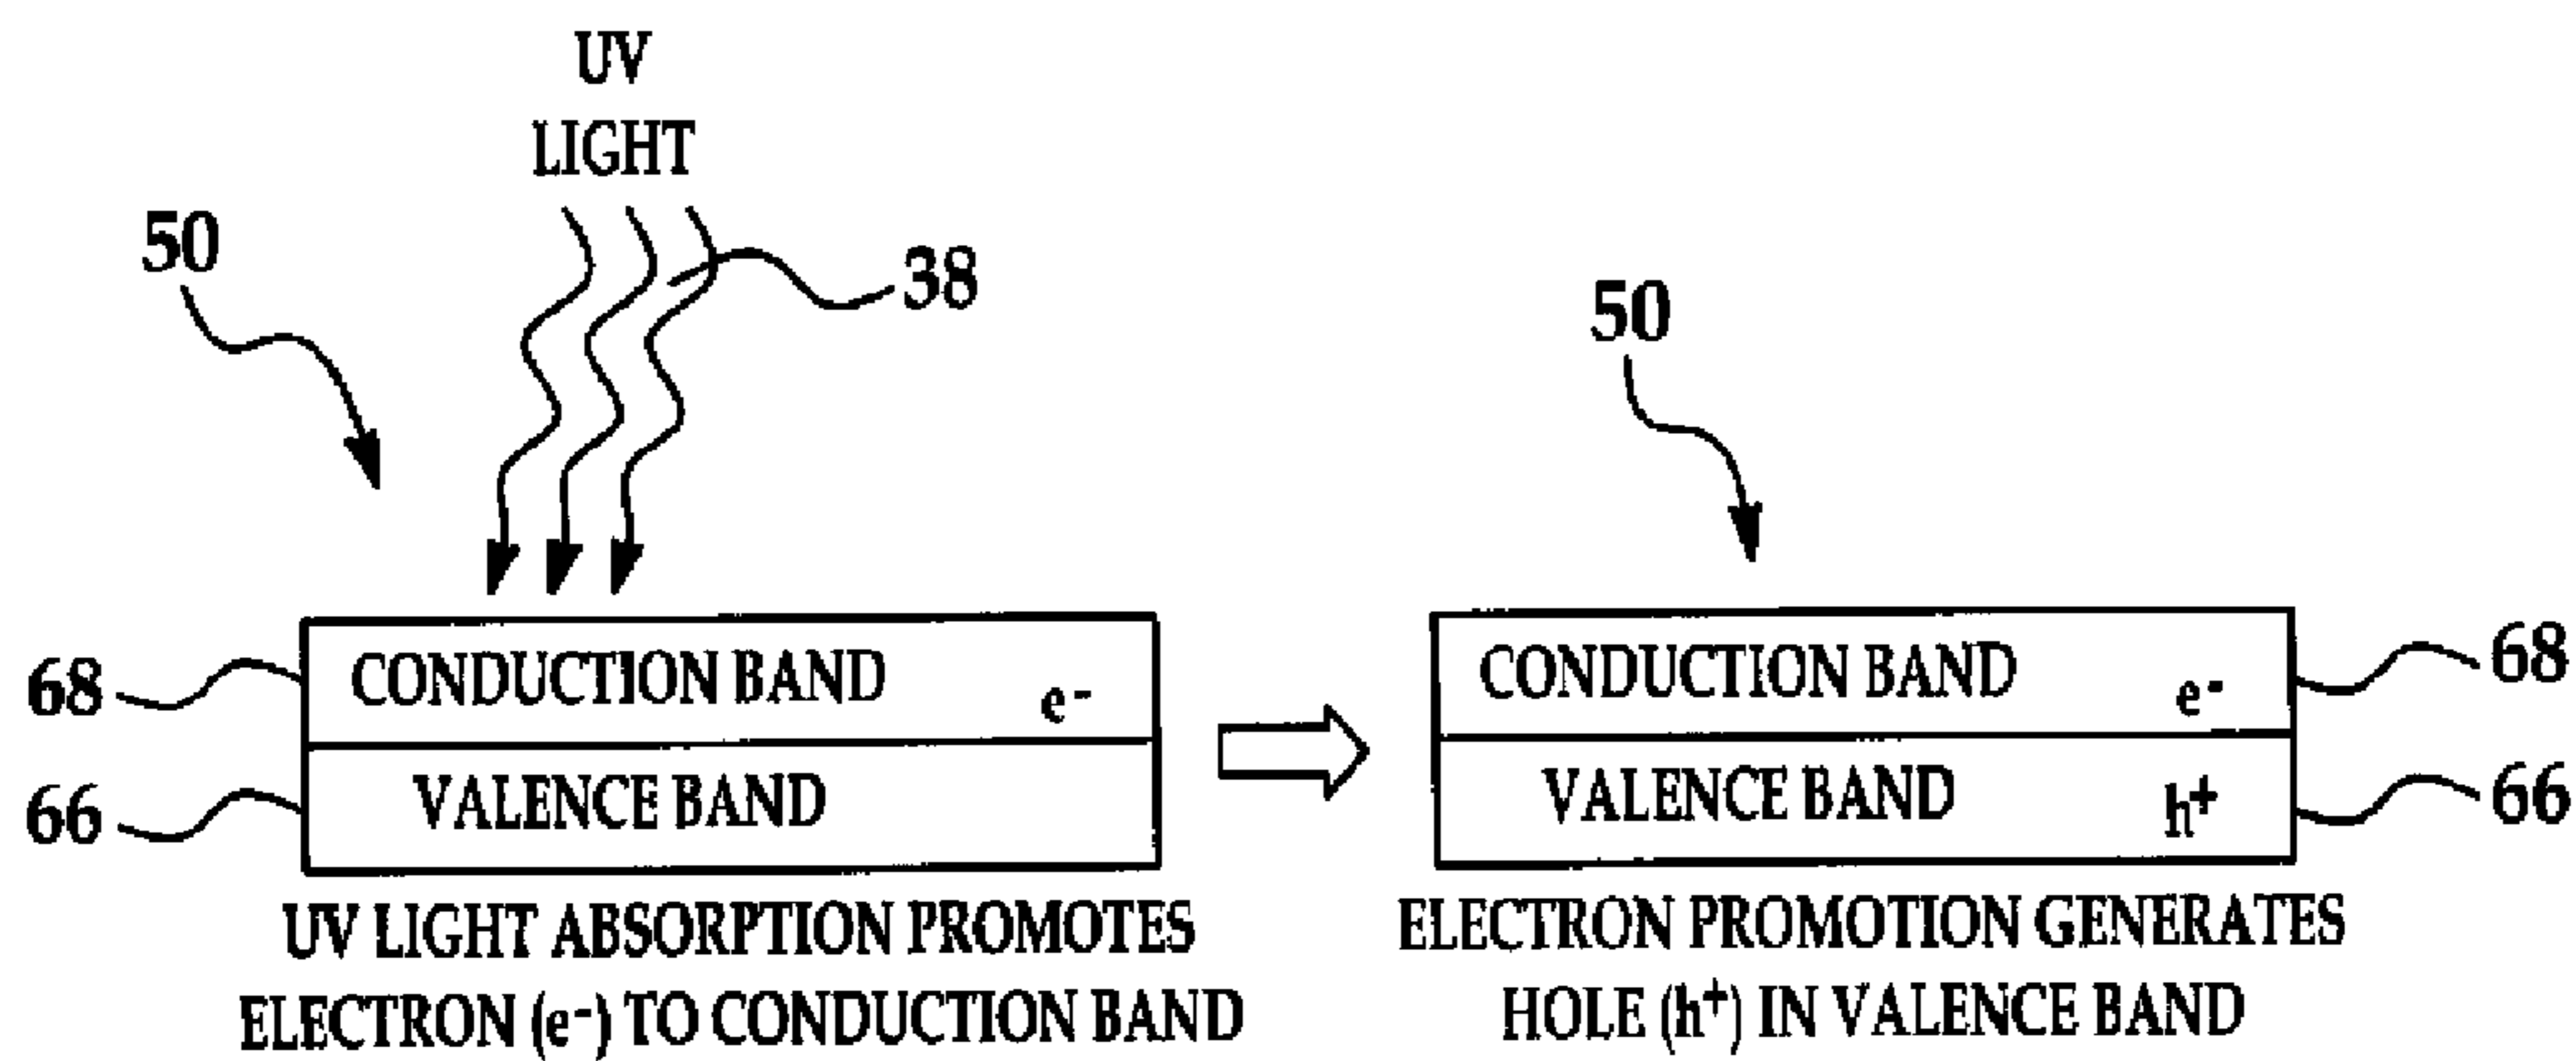 UV
LIGHT
50
38
50
68
CONDUCTION BAND e-
66
VALENCE BAND
CONDUCTION BAND e-
68
VALENCE BAND h+
66
UV LIGHT ABSORPTION PROMOTES
ELECTRON (e-) TO CONDUCTION BAND
ELECTRON PROMOTION GENERATES
HOLE (h+) IN VALENCE BAND